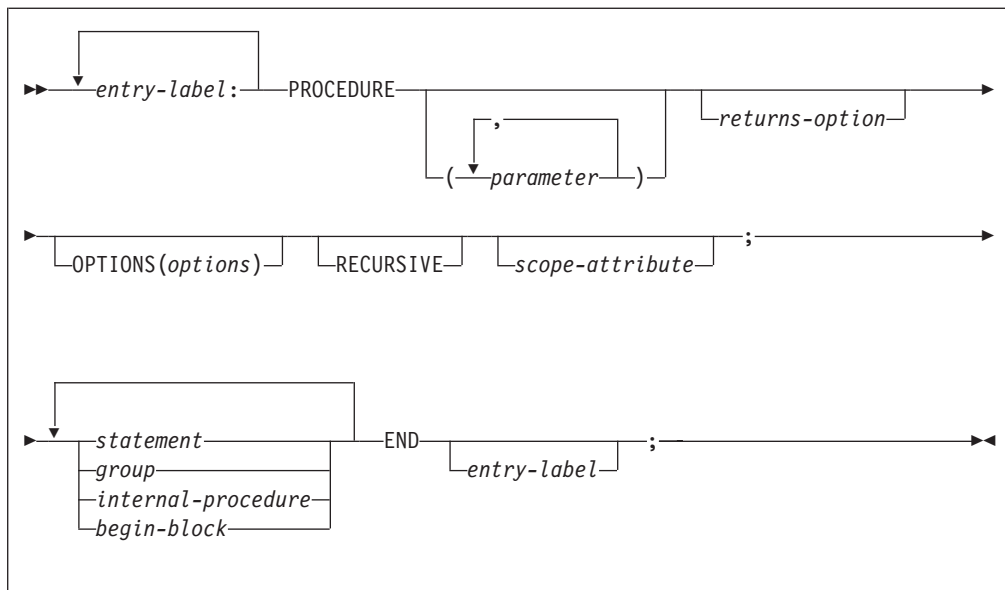 entry-label: PROCEDURE ( , parameter ) returns-option
OPTIONS(options) RECURSIVE scope-attribute ;
statement END entry-label ;
group
internal-procedure
begin-block